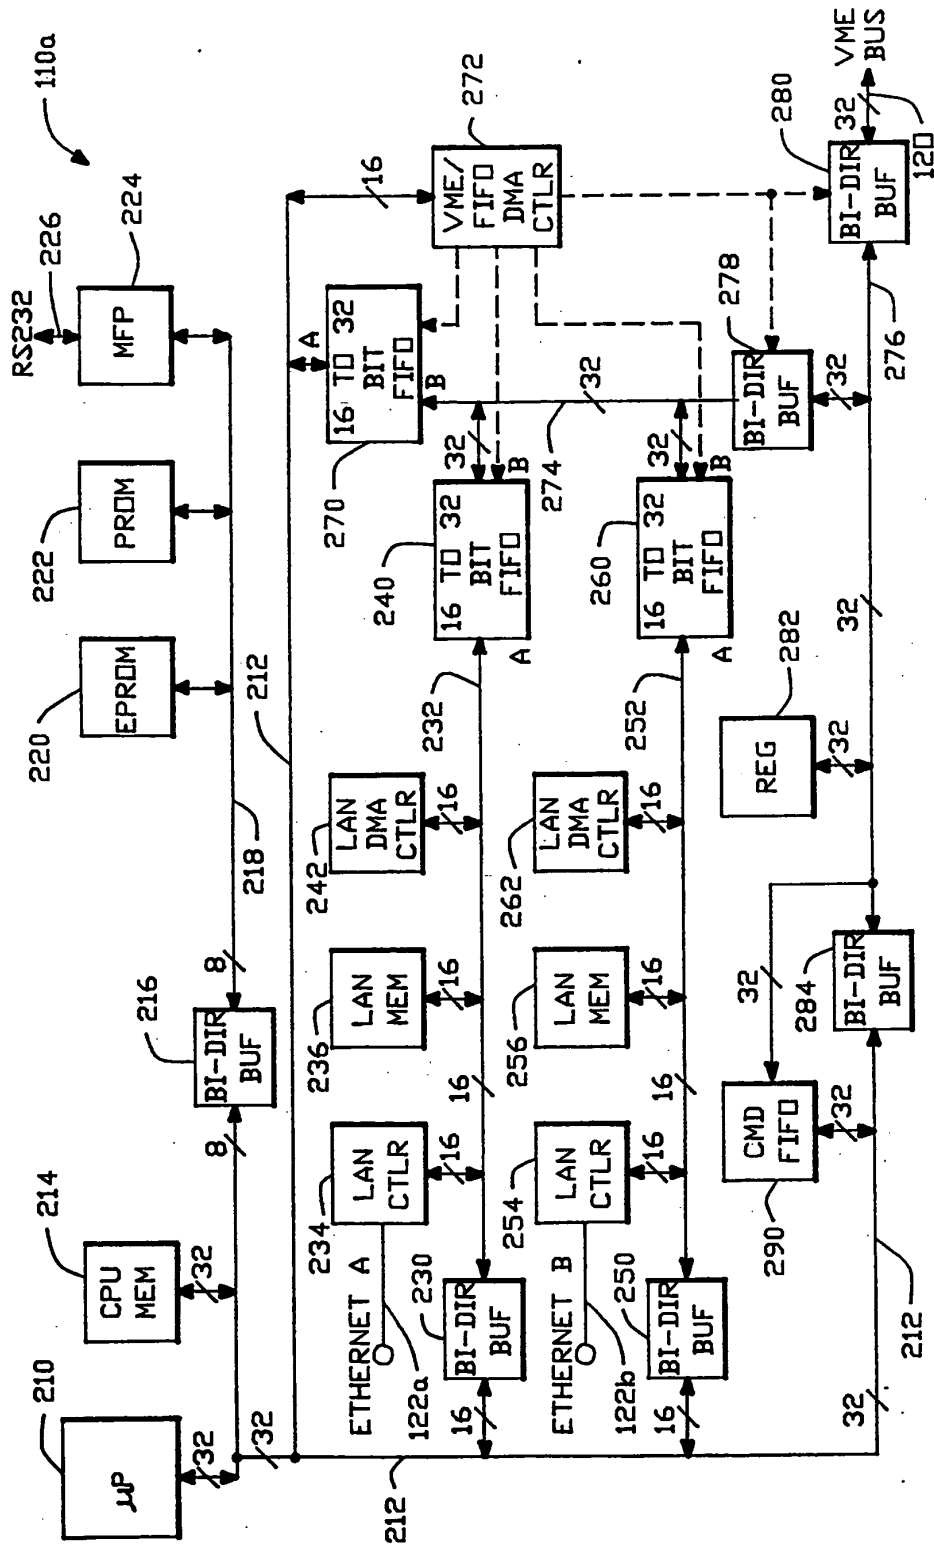 110a
RS232
226
MFP
224
PROM
222
EPROM
220
218
8
216
BI-DIR
BUF
8
CPU
MEM
214
32
μP
210
32
32
212
212
16
VME/
FIFO
DMA
CTLR
272
A
16 TO 32
BIT
FIFO
B
270
LAN
DMA
CTLR
242
16
LAN
MEM
236
16
LAN
CTLR
234
16
ETHERNET A
122a
16
232
16 TO 32
BIT
FIFO
240
A
B
32
BI-DIR
BUF
230
16
274
32
LAN
DMA
CTLR
262
16
LAN
MEM
256
16
LAN
CTLR
254
16
ETHERNET B
122b
16
252
16 TO 32
BIT
FIFO
260
A
B
32
BI-DIR
BUF
250
16
BI-DIR
BUF
278
32
REG
282
32
CMD
FIFO
290
32
32
BI-DIR
BUF
284
32
276
BI-DIR
BUF
280
32
VME
BUS
120
32
212